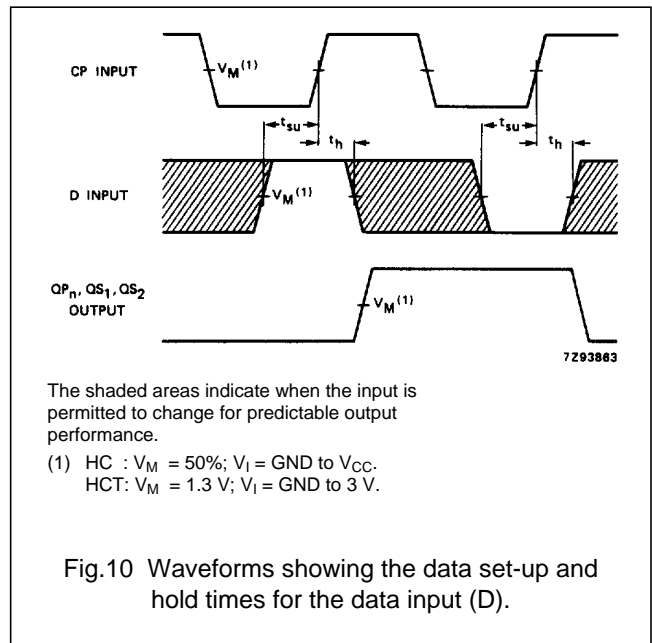 CP INPUT
V_M(1)
t_su
t_h
t_su
t_h
D INPUT
V_M(1)
QP_n, QS_1, QS_2
OUTPUT
V_M(1)
7Z93863
The shaded areas indicate when the input is
permitted to change for predictable output
performance.
(1) HC : V_M = 50%; V_I = GND to V_CC.
HCT: V_M = 1.3 V; V_I = GND to 3 V.
Fig.10 Waveforms showing the data set-up and
hold times for the data input (D).